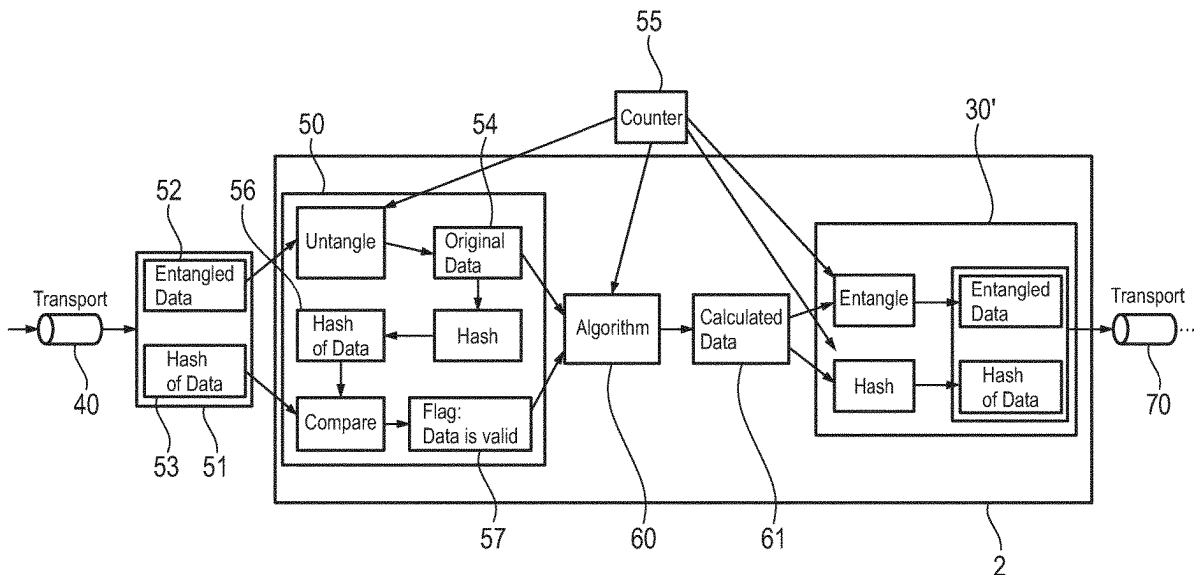 55
Counter
30'
50
54
56
52
Untangle
Original
Data
Entangled
Data
Transport
Hash
of Data
Hash
Algorithm
Calculated
Data
Entangle
Entangled
Data
Transport
...
Hash
of Data
40
53
51
Compare
Flag:
Data is valid
Hash
Hash
of Data
70
57
60
61
2